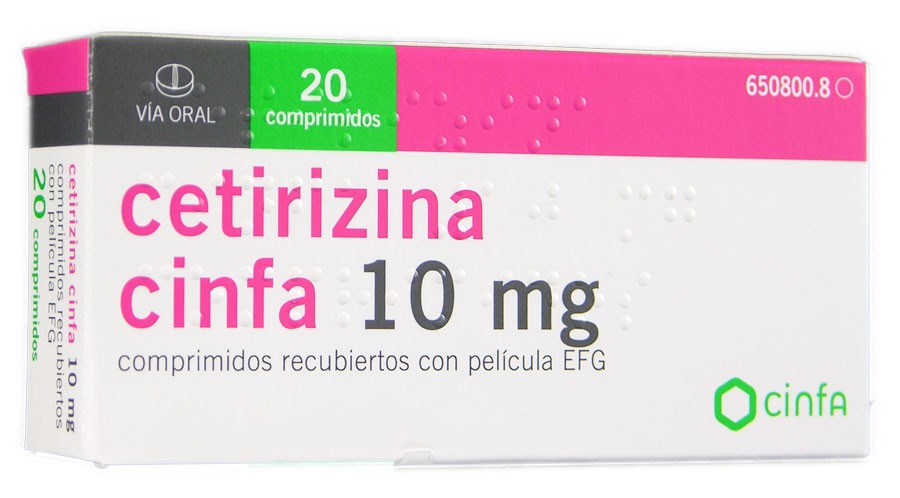 VÍA ORAL
20
comprimidos
650800.8
cetirizina
cinfa 10 mg
comprimidos recubiertos con película EFG
cinfa
cetirizina cinfa 10 mg
comprimidos recubiertos
con película EFG
20 comprimidos